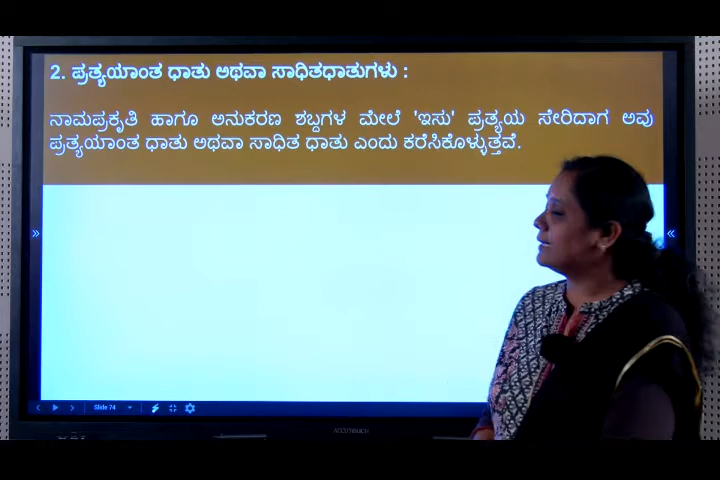 2. ಪ್ರತ್ಯಯಾಂತ ಧಾತು ಅಥವಾ ಸಾಧಿತಧಾತುಗಳು :
ನಾಮಪ್ರಕೃತಿ ಹಾಗೂ ಅನುಕರಣ ಶಬ್ದಗಳ ಮೇಲೆ 'ಇಸು' ಪ್ರತ್ಯಯ ಸೇರಿದಾಗ ಅವು
ಪ್ರತ್ಯಯಾಂತ ಧಾತು ಅಥವಾ ಸಾಧಿತ ಧಾತು ಎಂದು ಕರೆಸಿಕೊಳ್ಳುತ್ತವೆ.
Slide 74